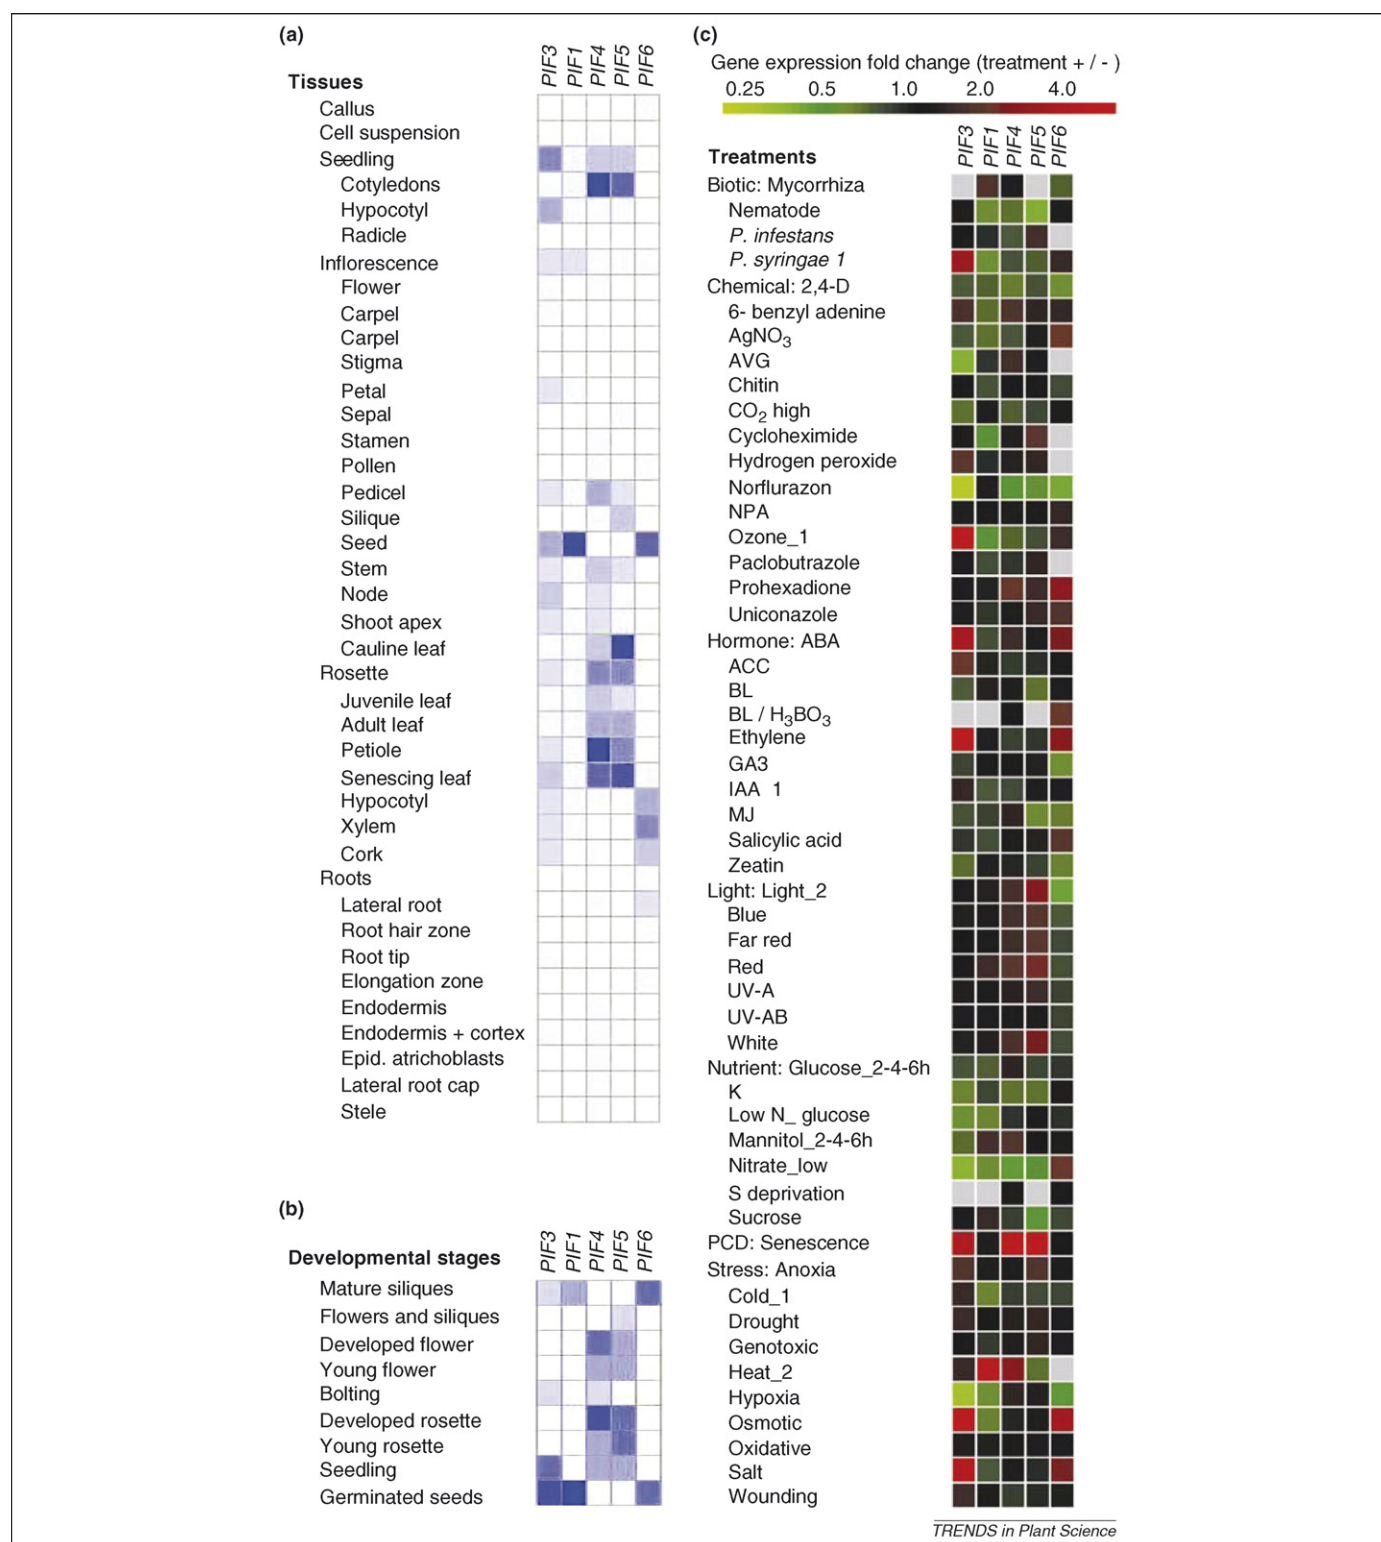 (a)
PIF3 PIF1 PIF4 PIF5 PIF6
Tissues
Callus
Cell suspension
Seedling
Cotyledons
Hypocotyl
Radicle
Inflorescence
Flower
Carpel
Carpel
Stigma
Petal
Sepal
Stamen
Pollen
Pedicel
Silique
Seed
Stem
Node
Shoot apex
Cauline leaf
Rosette
Juvenile leaf
Adult leaf
Petiole
Senescing leaf
Hypocotyl
Xylem
Cork
Roots
Lateral root
Root hair zone
Root tip
Elongation zone
Endodermis
Endodermis + cortex
Epid. atrichoblasts
Lateral root cap
Stele
(b)
PIF3 PIF1 PIF4 PIF5 PIF6
Developmental stages
Mature siliques
Flowers and siliques
Developed flower
Young flower
Bolting
Developed rosette
Young rosette
Seedling
Germinated seeds
(c)
Gene expression fold change (treatment + / - )
0.25 0.5 1.0 2.0 4.0
PIF3 PIF1 PIF4 PIF5 PIF6
Treatments
Biotic: Mycorrhiza
Nematode
P. infestans
P. syringae 1
Chemical: 2,4-D
6- benzyl adenine
AgNO3
AVG
Chitin
CO2 high
Cycloheximide
Hydrogen peroxide
Norflurazon
NPA
Ozone_1
Paclobutrazole
Prohexadione
Uniconazole
Hormone: ABA
ACC
BL
BL / H3BO3
Ethylene
GA3
IAA 1
MJ
Salicylic acid
Zeatin
Light: Light_2
Blue
Far red
Red
UV-A
UV-AB
White
Nutrient: Glucose_2-4-6h
K
Low N_ glucose
Mannitol_2-4-6h
Nitrate_low
S deprivation
Sucrose
PCD: Senescence
Stress: Anoxia
Cold_1
Drought
Genotoxic
Heat_2
Hypoxia
Osmotic
Oxidative
Salt
Wounding
TRENDS in Plant Science